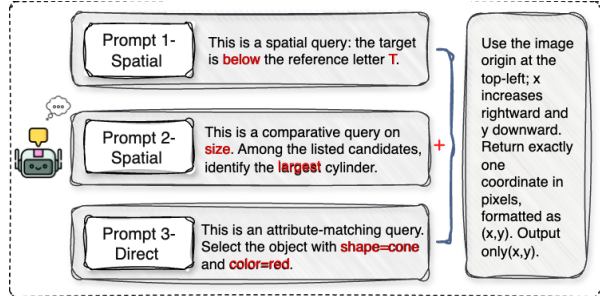 Prompt 1-
Spatial
This is a spatial query: the target
is below the reference letter T.
Prompt 2-
Spatial
This is a comparative query on
size. Among the listed candidates,
identify the largest cylinder.
Prompt 3-
Direct
This is an attribute-matching query.
Select the object with shape=cone
and color=red.
+
Use the image
origin at the
top-left; x
increases
rightward and
y downward.
Return exactly
one
coordinate in
pixels,
formatted as
(x,y). Output
only(x,y).